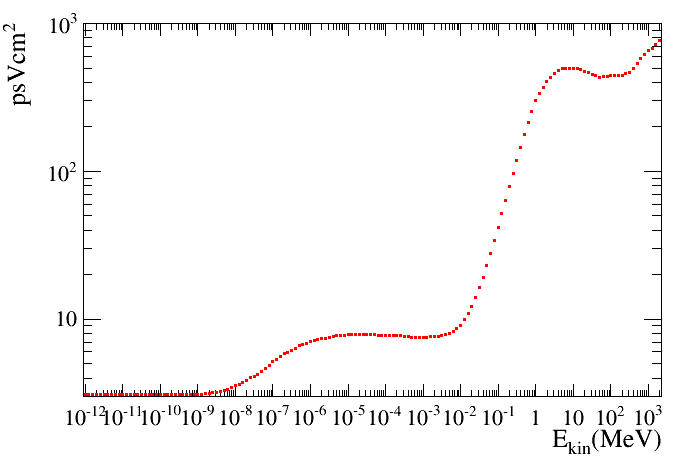 psVcm²
10³
10²
10
10⁻¹² 10⁻¹¹ 10⁻¹⁰ 10⁻⁹ 10⁻⁸ 10⁻⁷ 10⁻⁶ 10⁻⁵ 10⁻⁴ 10⁻³ 10⁻² 10⁻¹ 1 10 10² 10³
E_kin(MeV)